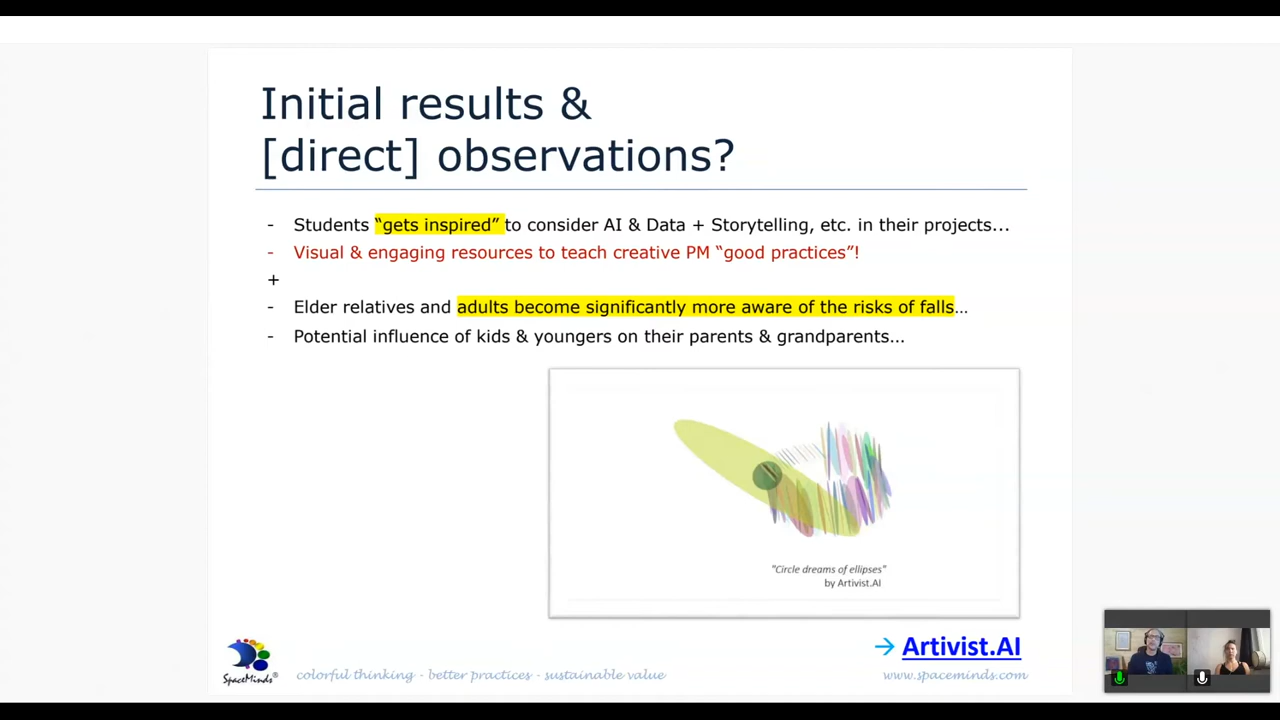 Initial results &
[direct] observations?
- Students “gets inspired” to consider AI & Data + Storytelling, etc. in their projects...
- Visual & engaging resources to teach creative PM “good practices”!
+
- Elder relatives and adults become significantly more aware of the risks of falls...
- Potential influence of kids & youngers on their parents & grandparents...
"Circle dreams of ellipses"
by Artivist.AI
→ Artivist.AI
SpaceMinds®
colorful thinking - better practices - sustainable value
www.spaceminds.com